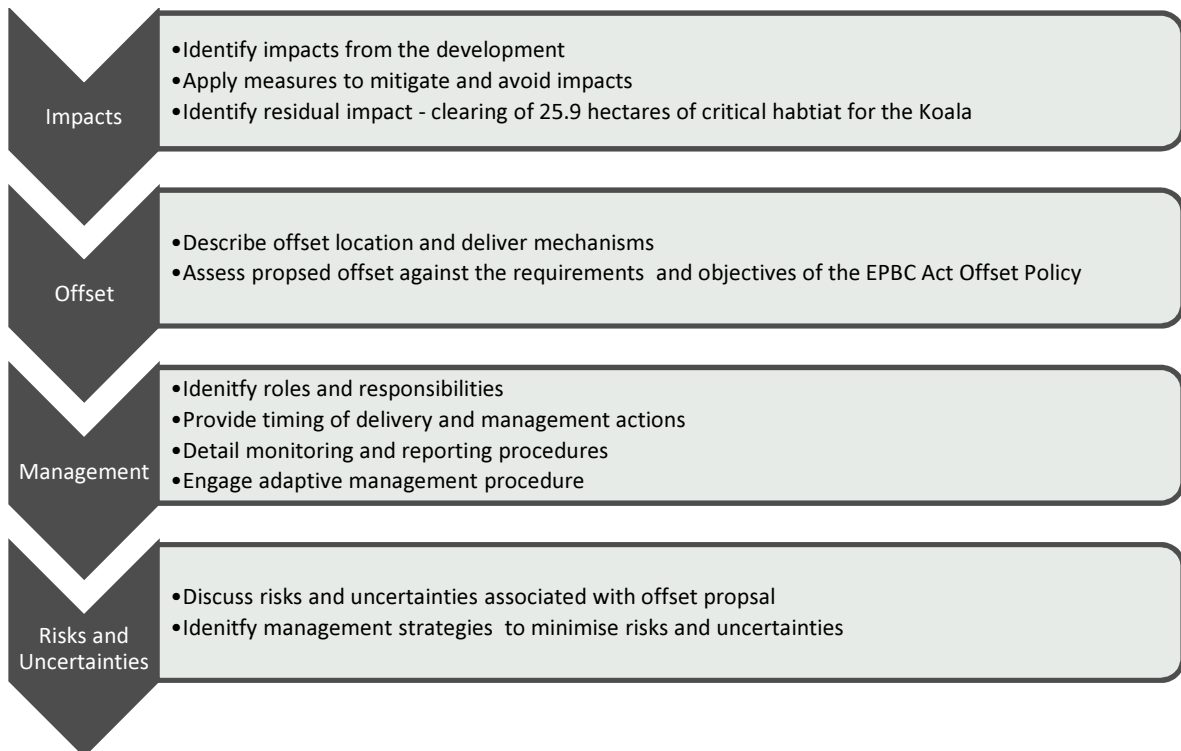 Impacts
•Identify impacts from the development
•Apply measures to mitigate and avoid impacts
•Identify residual impact - clearing of 25.9 hectares of critical habtiat for the Koala
Offset
•Describe offset location and deliver mechanisms
•Assess propsed offset against the requirements and objectives of the EPBC Act Offset Policy
Management
•Idenitfy roles and responsibilities
•Provide timing of delivery and management actions
•Detail monitoring and reporting procedures
•Engage adaptive management procedure
Risks and
Uncertainties
•Discuss risks and uncertainties associated with offset propsal
•Idenitfy management strategies to minimise risks and uncertainties